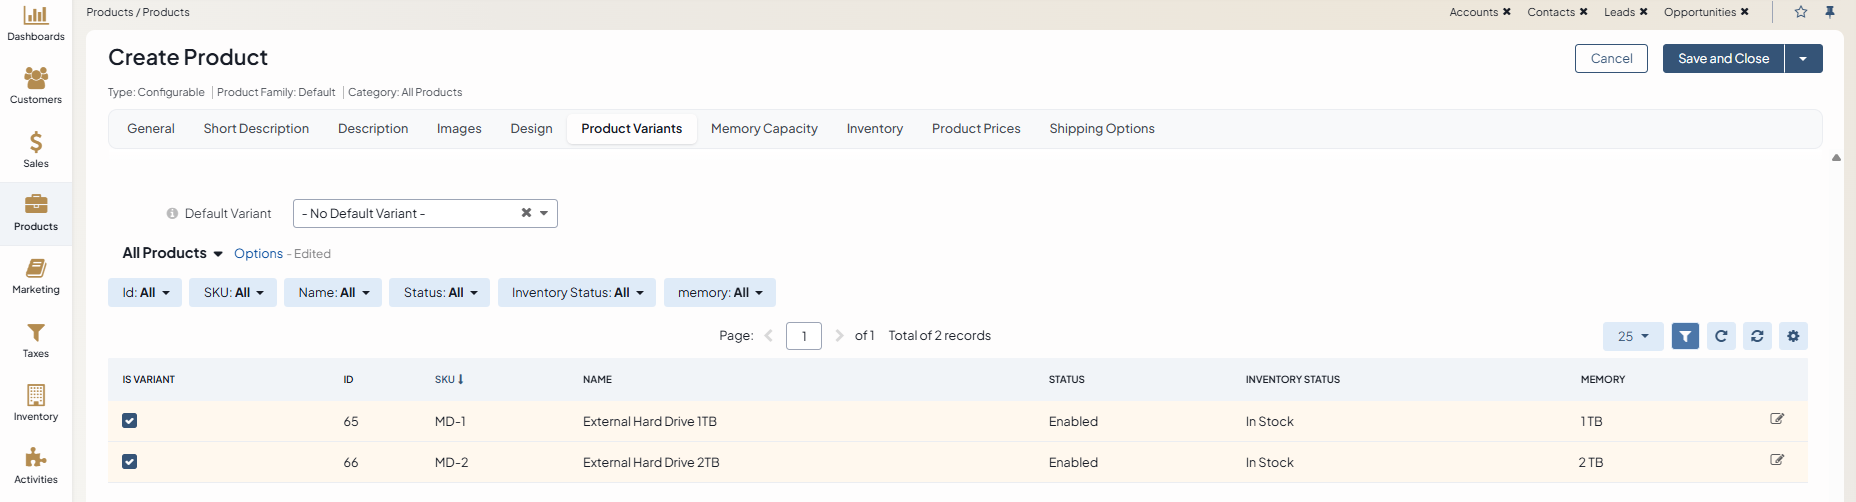 Products / Products
Accounts ✖ Contacts ✖ Leads ✖ Opportunities ✖
Dashboards
Customers
Sales
Products
Marketing
Taxes
Inventory
Activities
Create Product
Cancel
Save and Close
Type: Configurable | Product Family: Default | Category: All Products
General Short Description Description Images Design Product Variants Memory Capacity Inventory Product Prices Shipping Options
Default Variant - No Default Variant - ✖
All Products Options - Edited
Id: All SKU: All Name: All Status: All Inventory Status: All memory: All
Page: 1 of 1 Total of 2 records 25
IS VARIANT ID SKU NAME STATUS INVENTORY STATUS MEMORY
65 MD-1 External Hard Drive 1TB Enabled In Stock 1 TB
66 MD-2 External Hard Drive 2TB Enabled In Stock 2 TB